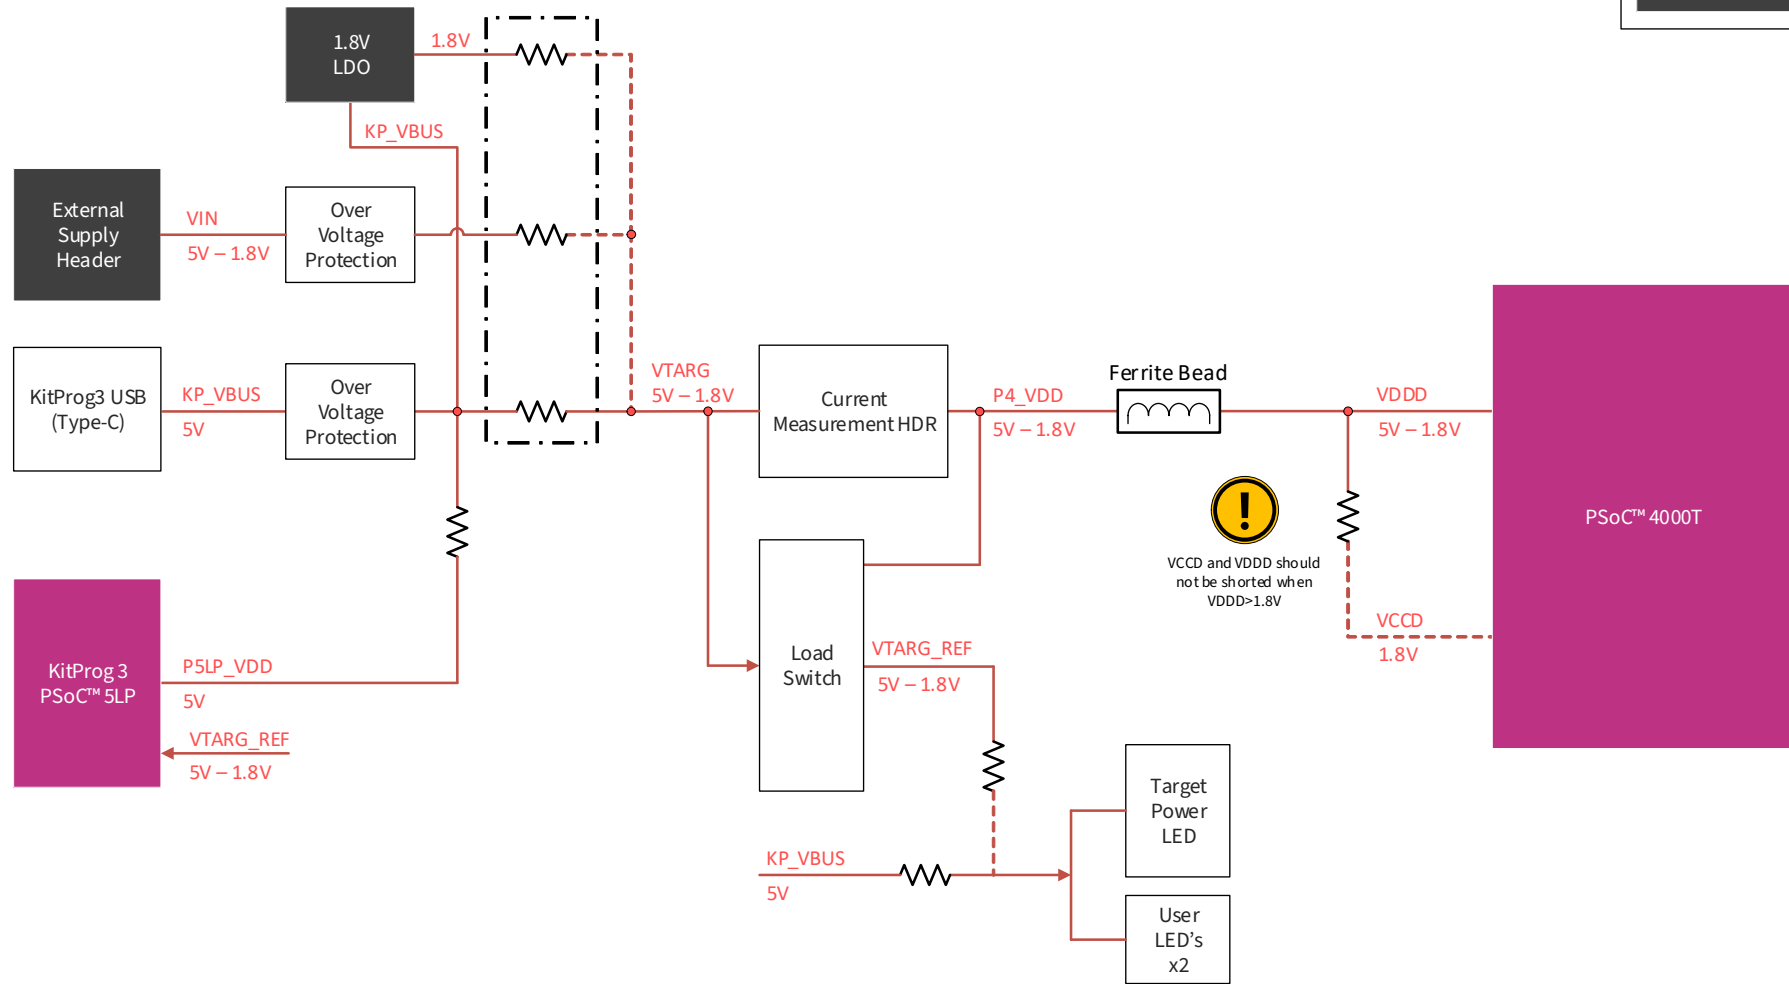 1.8V
LDO
1.8V
KP_VBUS
External
Supply
Header
VIN
5V – 1.8V
Over
Voltage
Protection
KitProg3 USB
(Type-C)
KP_VBUS
5V
Over
Voltage
Protection
VTARG
5V – 1.8V
Current
Measurement HDR
P4_VDD
5V – 1.8V
Ferrite Bead
VDDD
5V – 1.8V
VCCD and VDDD should
not be shorted when
VDDD>1.8V
PSoC™ 4000T
VCCD
1.8V
KitProg 3
PSoC™ 5LP
P5LP_VDD
5V
VTARG_REF
5V – 1.8V
Load
Switch
VTARG_REF
5V – 1.8V
KP_VBUS
5V
Target
Power
LED
User
LED’s
x2